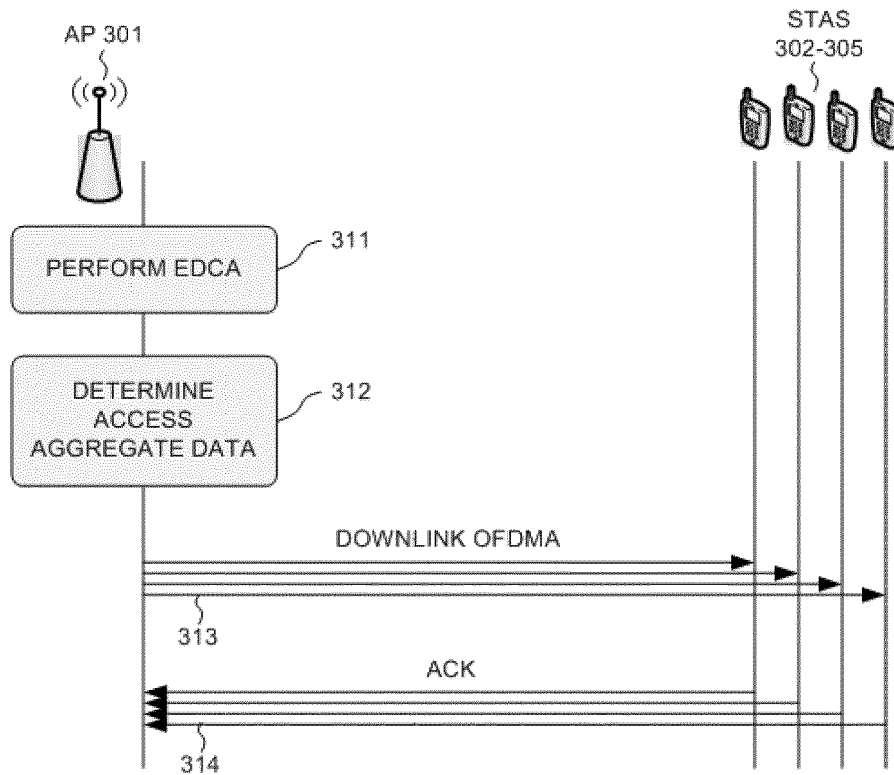 AP 301
STAS
302-305
PERFORM EDCA
311
DETERMINE
ACCESS
AGGREGATE DATA
312
DOWNLINK OFDMA
313
ACK
314